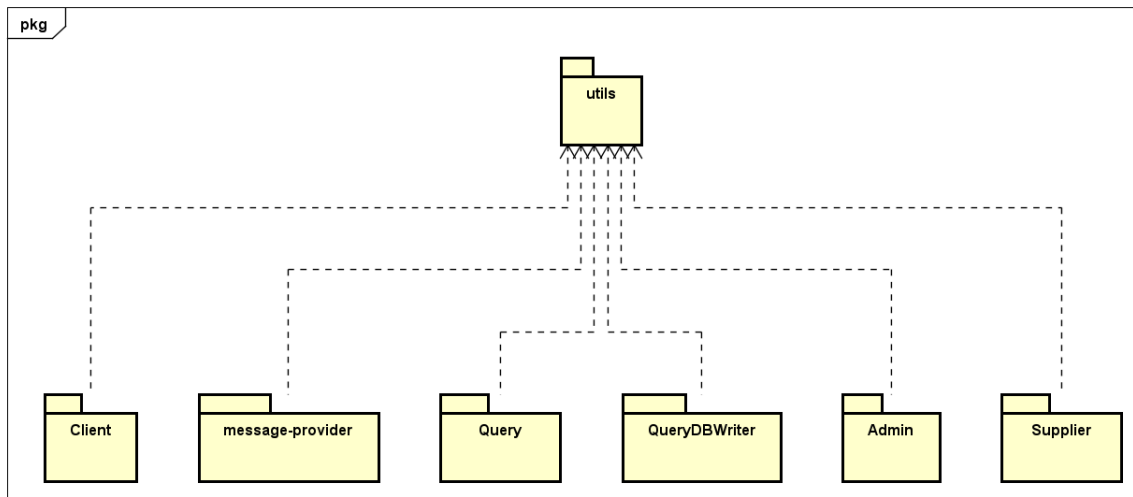 pkg
utils
Client
message-provider
Query
QueryDBWriter
Admin
Supplier